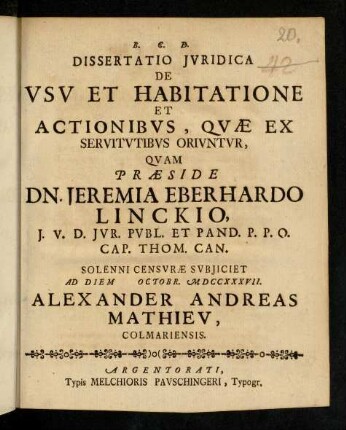 20.
42
B. C. D.
DISSERTATIO JVRIDICA
DE
VSV ET HABITATIONE
ET
ACTIONIBVS, QVÆ EX
SERVITVTIBVS ORIVNTVR,
QVAM
PRÆSIDE
DN. JEREMIA EBERHARDO
LINCKIO,
J. V. D. JVR. PVBL. ET PAND. P. P. O.
CAP. THOM. CAN.
SOLENNI CENSVRÆ SVBJICIET
AD DIEM OCTOBR. MDCCXXXVII.
ALEXANDER ANDREAS
MATHIEV,
COLMARIENSIS.
ARGENTORATI,
Typis MELCHIORIS PAVSCHINGERI, Typogr.